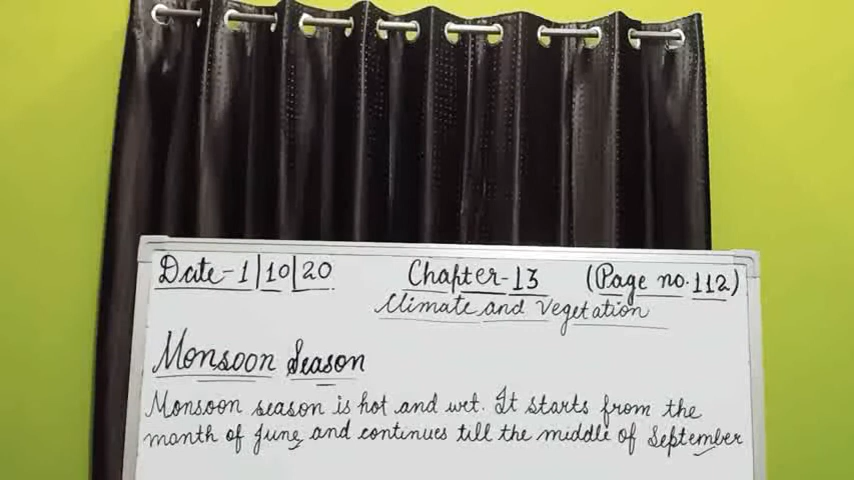 Date-1|10|20 Chapter-13 (Page no.112)
Climate and Vegetation
Monsoon Season
Monsoon season is hot and wet. It starts from the
month of June, and continues till the middle of September